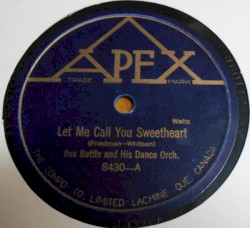 APEX
TRADE MARK
Waltz
Let Me Call You Sweetheart
(Friedman—Whitson)
Rex Battle and His Dance Orch.
8430—A
THE COMPO CO. LIMITED LACHINE QUE. CANADA